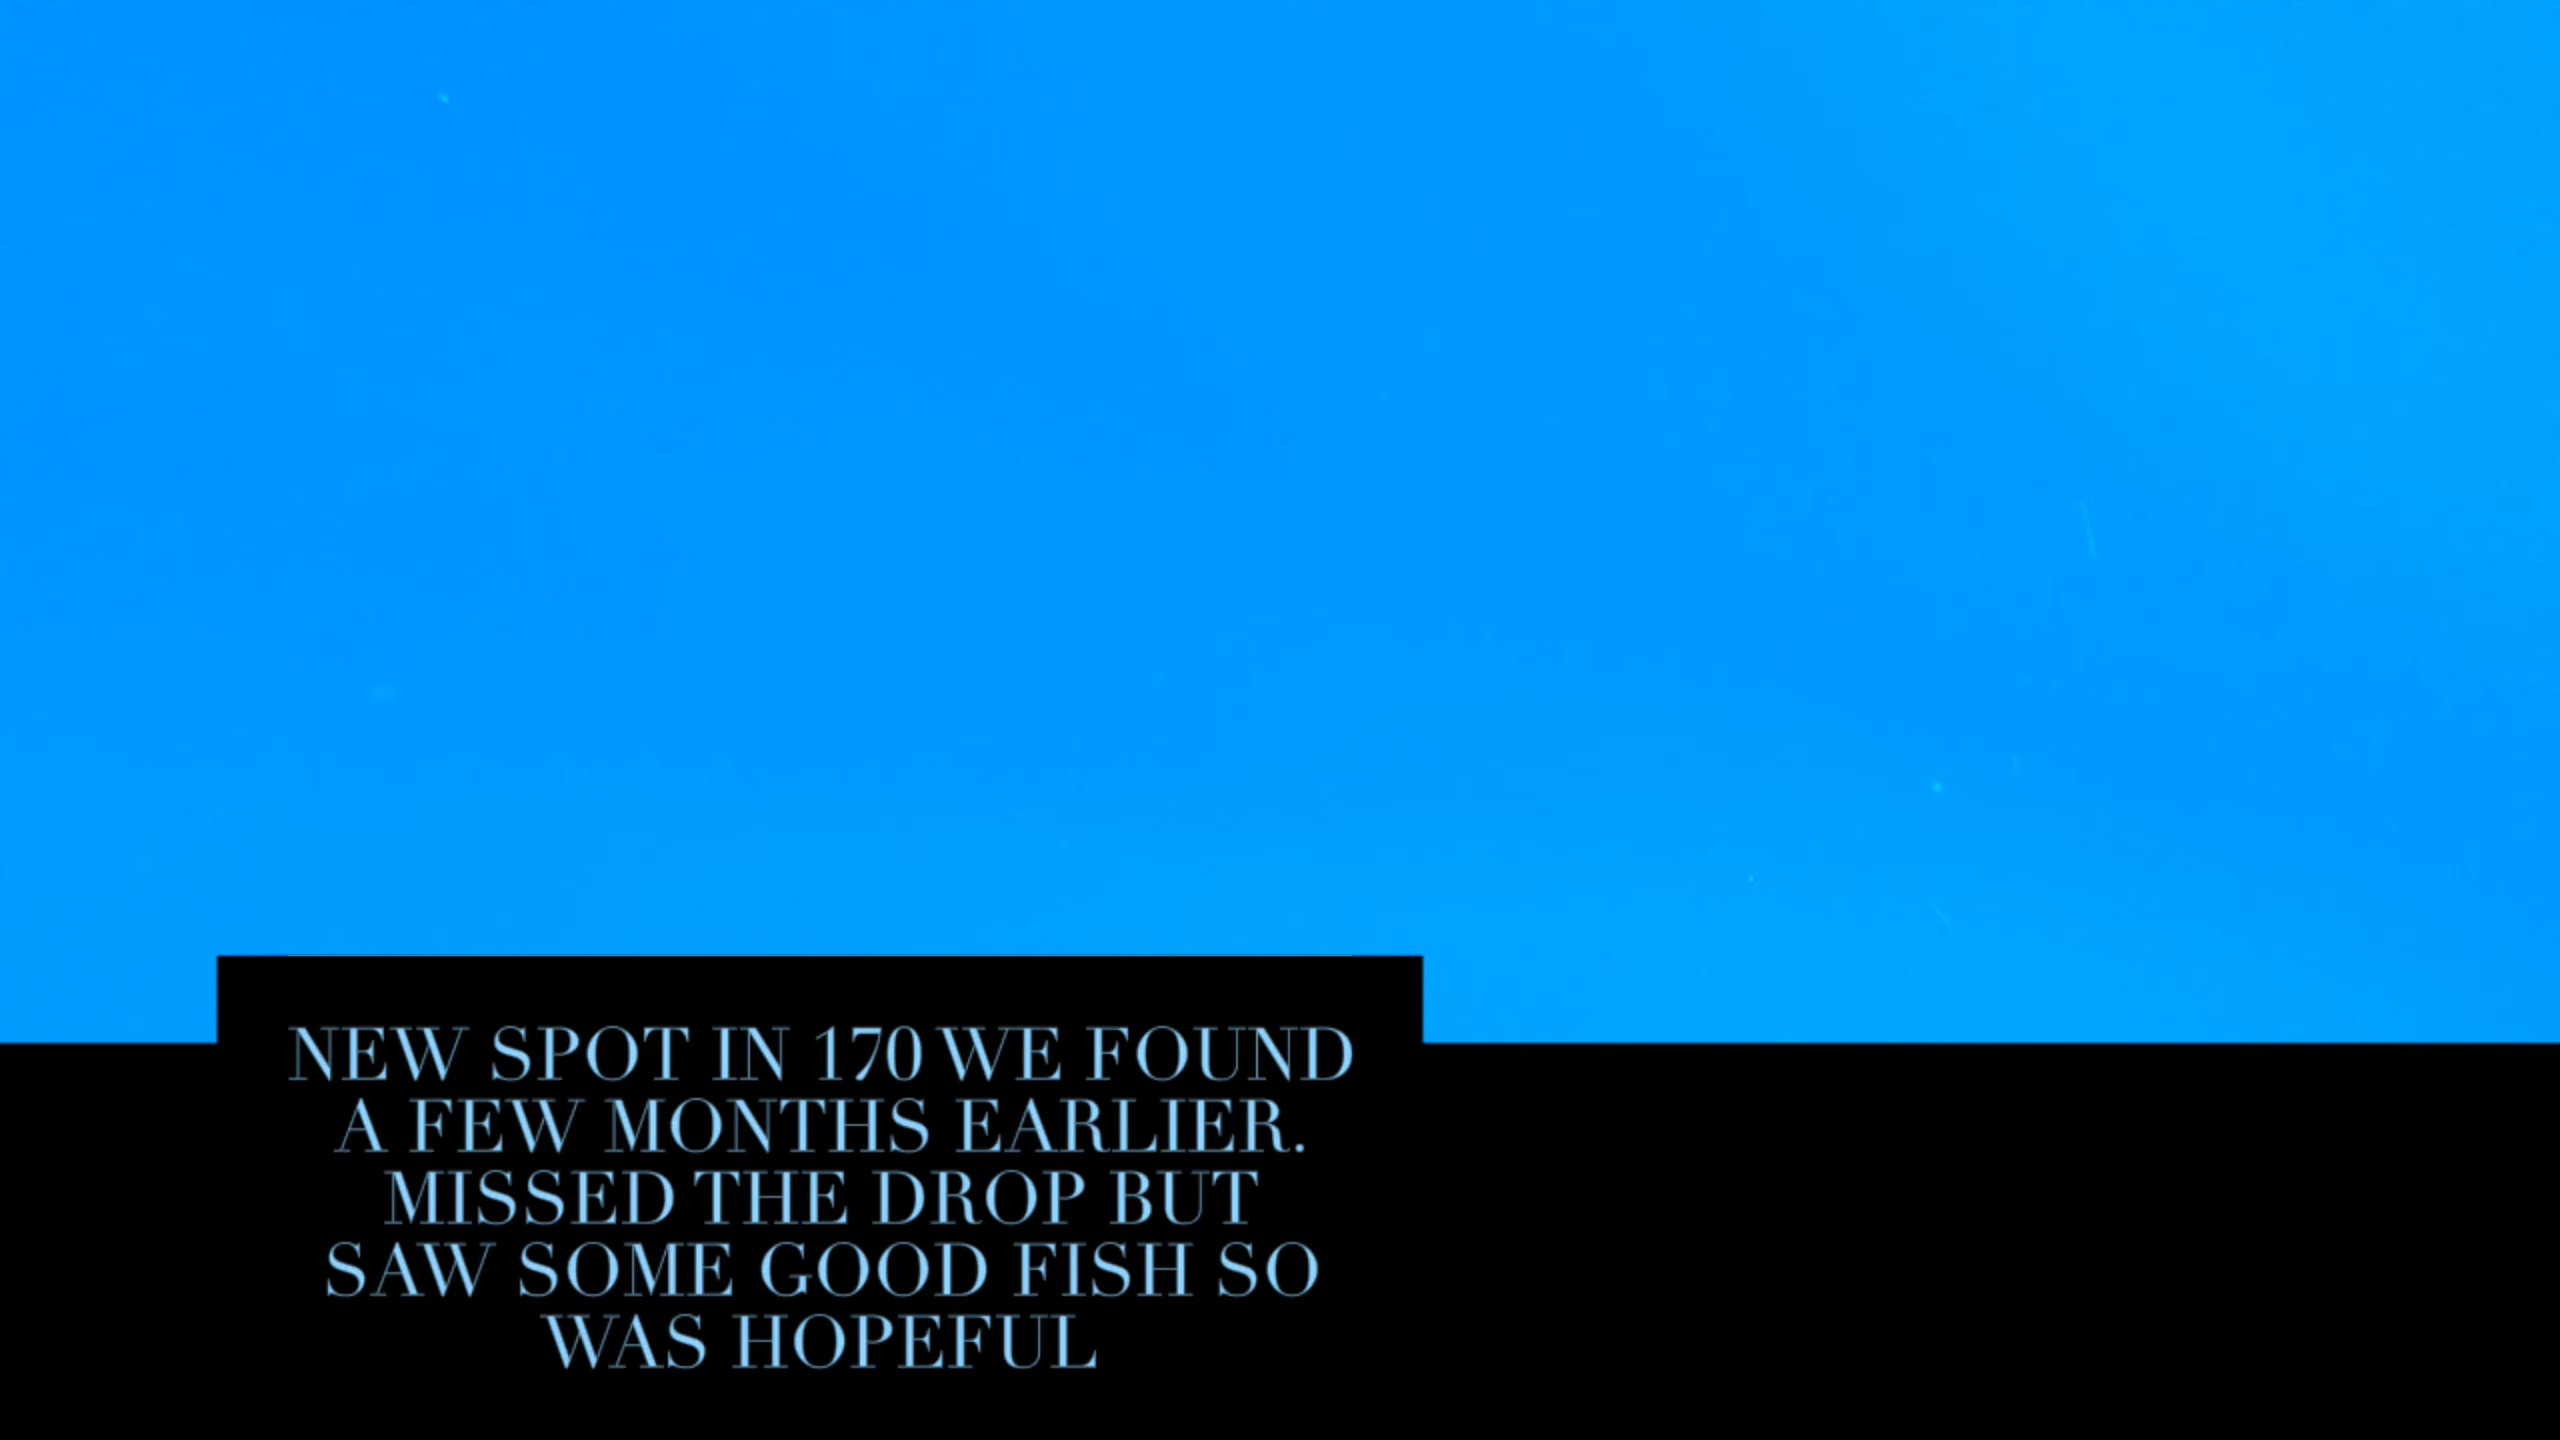 NEW SPOT IN 170 WE FOUND
A FEW MONTHS EARLIER.
MISSED THE DROP BUT
SAW SOME GOOD FISH SO
WAS HOPEFUL